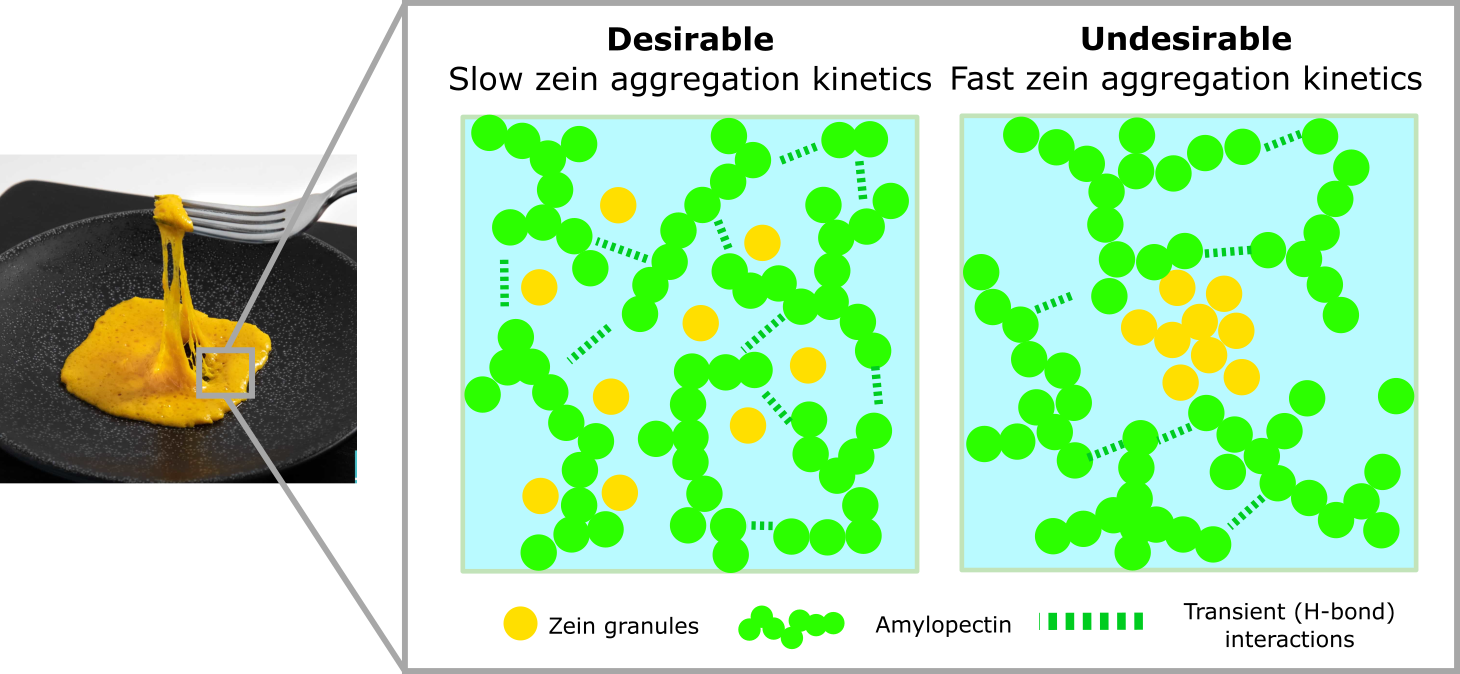 Desirable
Slow zein aggregation kinetics
Undesirable
Fast zein aggregation kinetics
Zein granules
Amylopectin
Transient (H-bond)
interactions